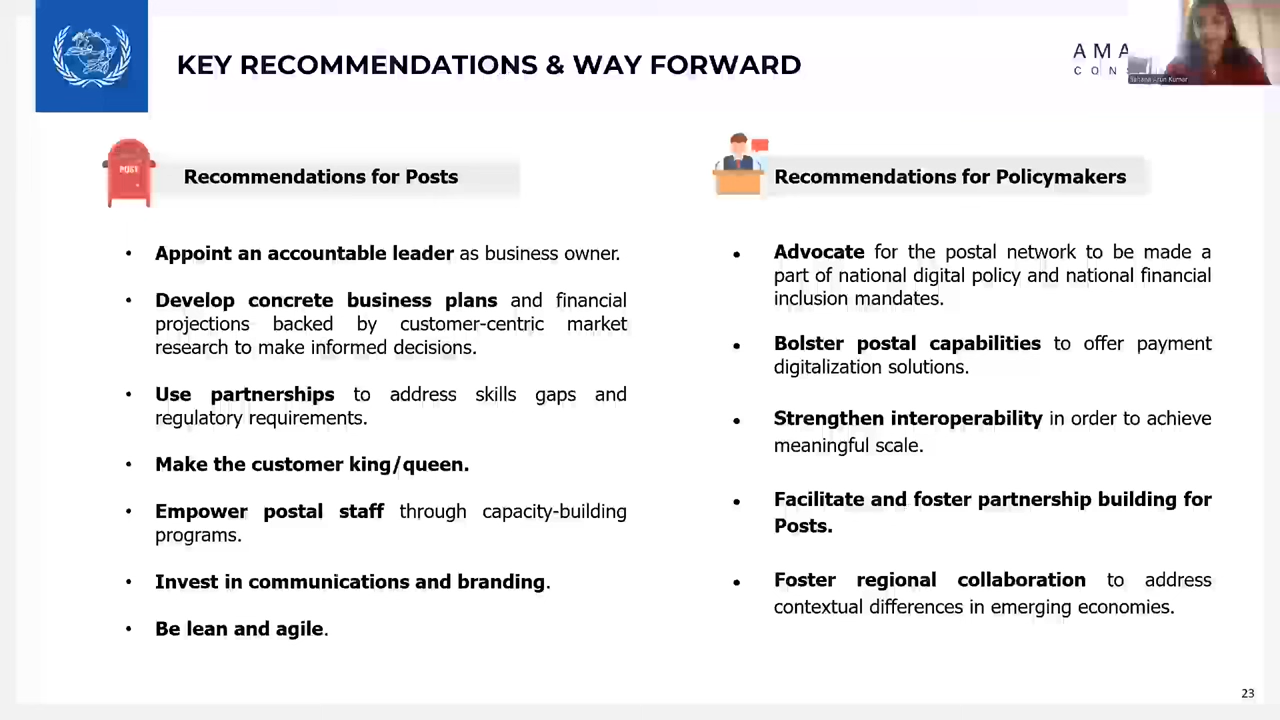 KEY RECOMMENDATIONS & WAY FORWARD
AMA
CONS
POST
Recommendations for Posts
• Appoint an accountable leader as business owner.
• Develop concrete business plans and financial
projections backed by customer-centric market
research to make informed decisions.
• Use partnerships to address skills gaps and
regulatory requirements.
• Make the customer king/queen.
• Empower postal staff through capacity-building
programs.
• Invest in communications and branding.
• Be lean and agile.
Recommendations for Policymakers
• Advocate for the postal network to be made a
part of national digital policy and national financial
inclusion mandates.
• Bolster postal capabilities to offer payment
digitalization solutions.
• Strengthen interoperability in order to achieve
meaningful scale.
• Facilitate and foster partnership building for
Posts.
• Foster regional collaboration to address
contextual differences in emerging economies.
23